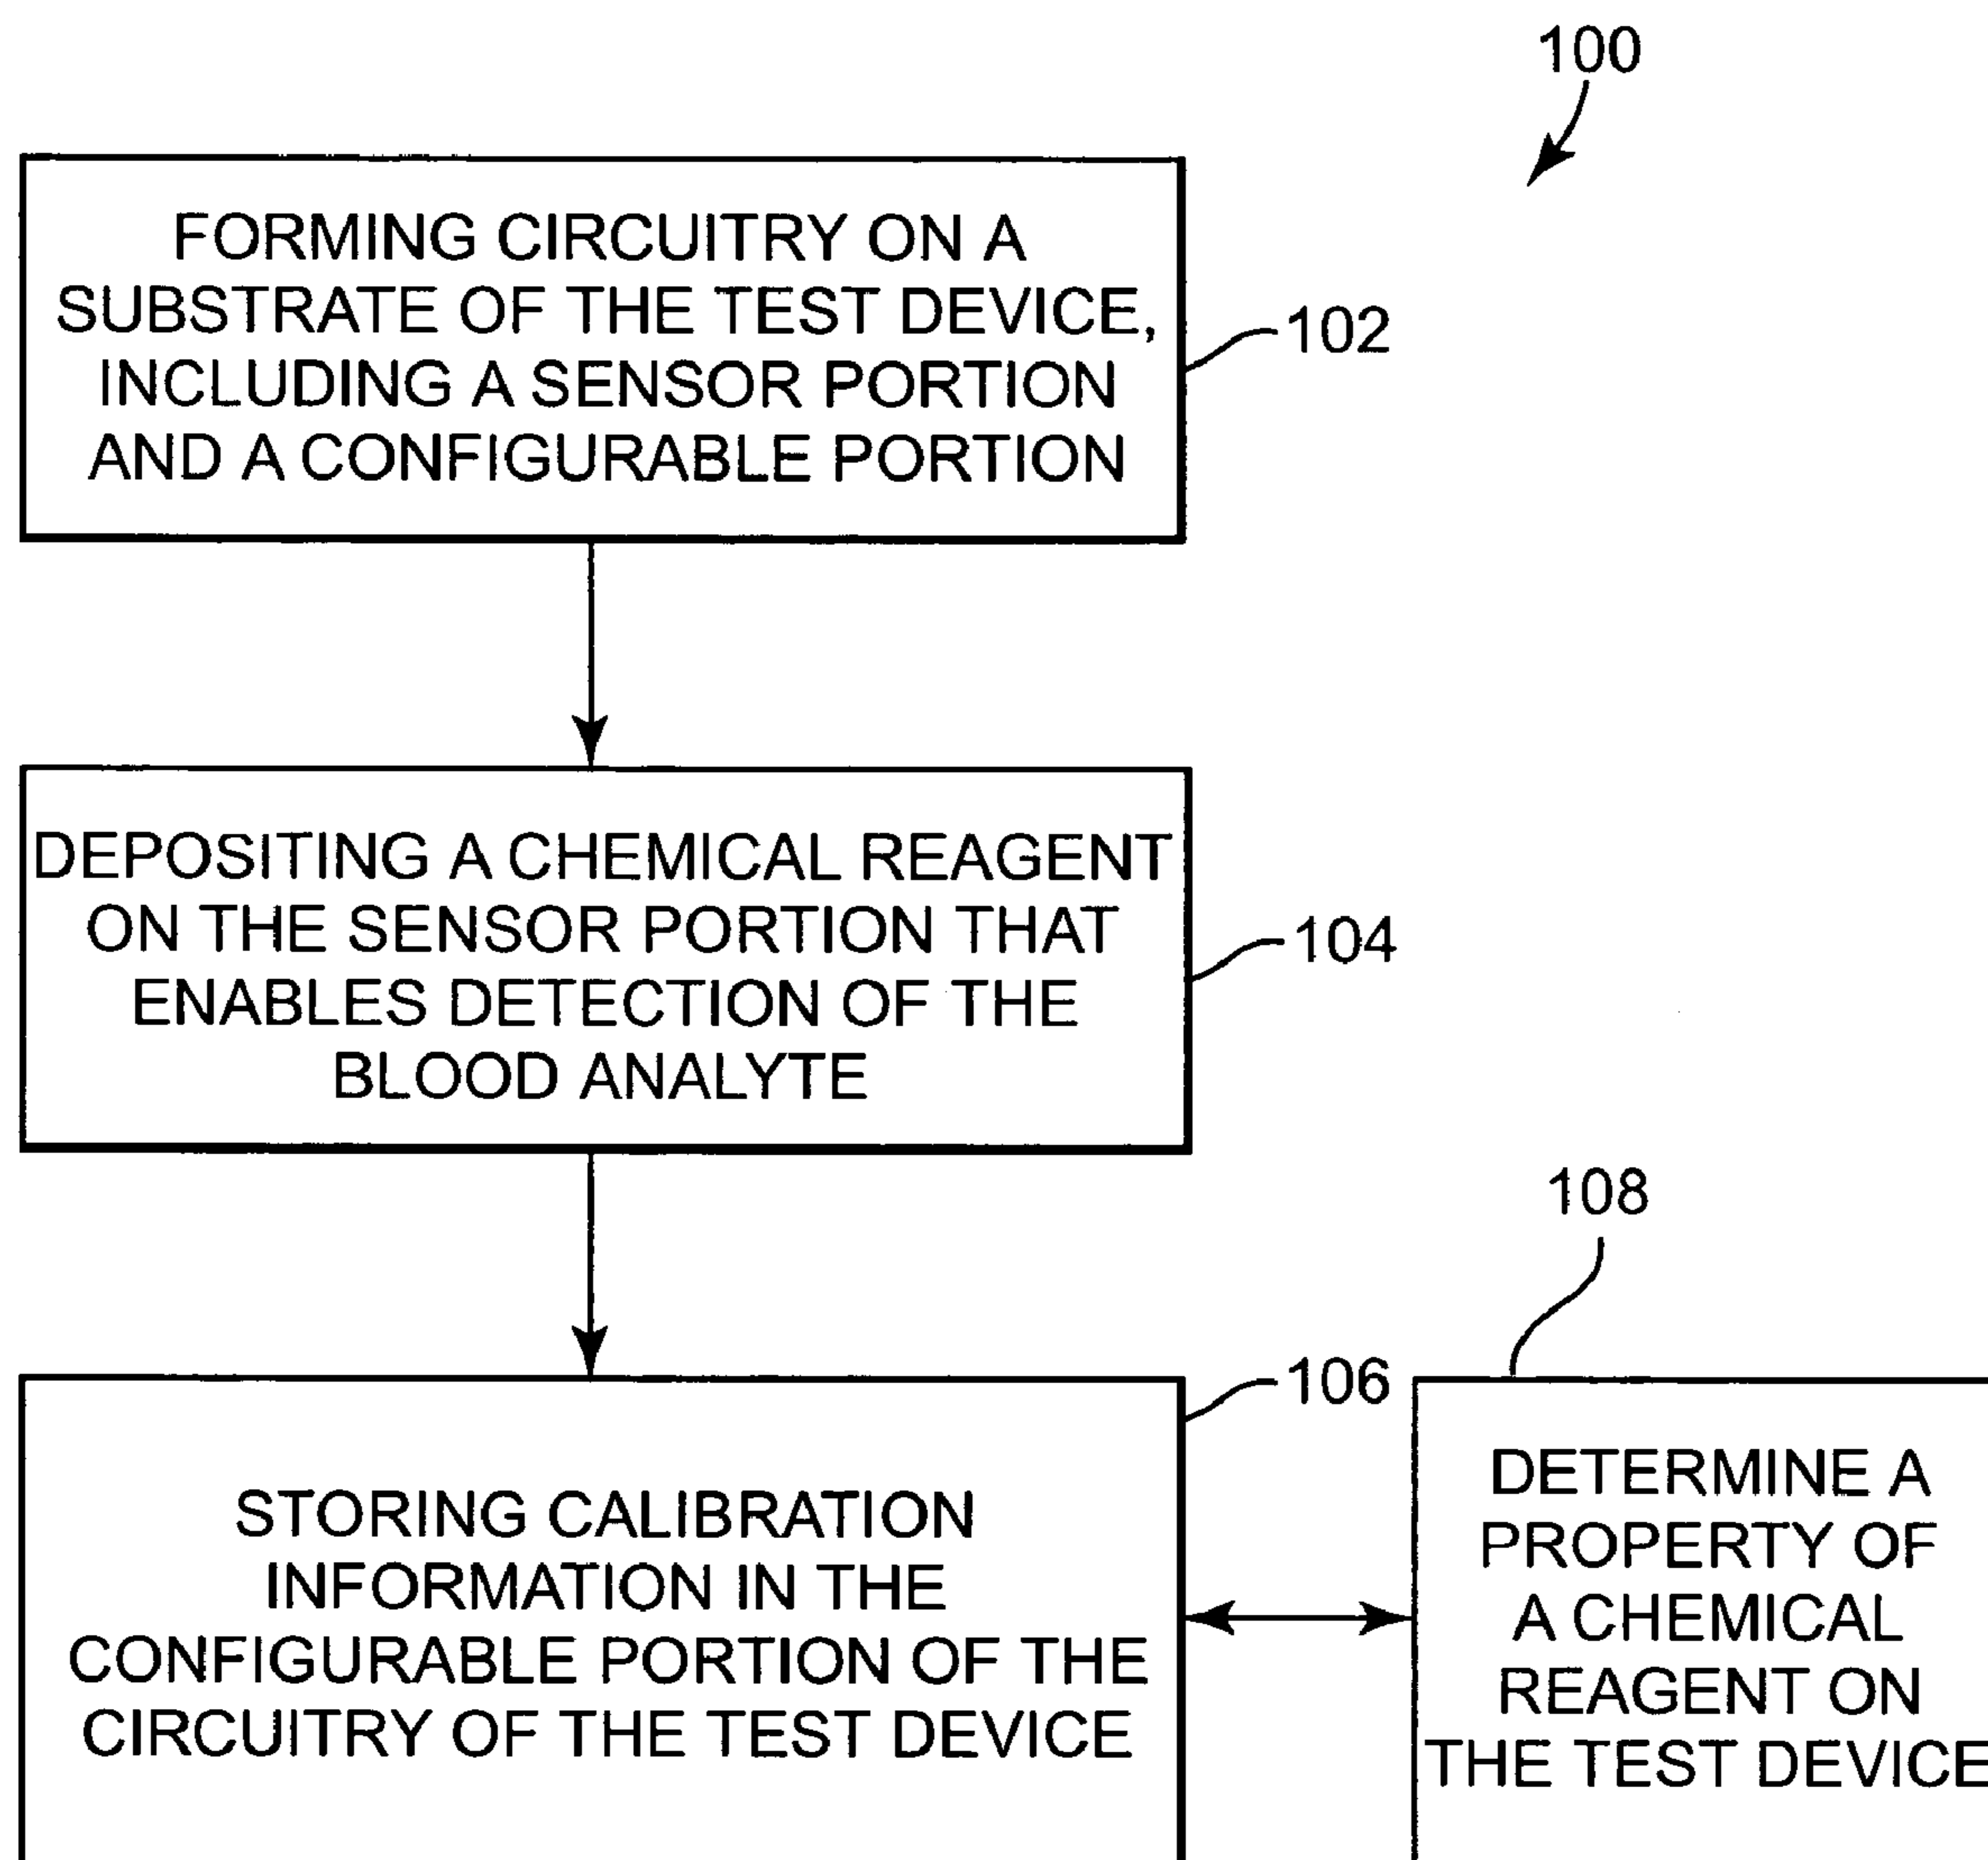 100
FORMING CIRCUITRY ON A
SUBSTRATE OF THE TEST DEVICE,
INCLUDING A SENSOR PORTION
AND A CONFIGURABLE PORTION
102
DEPOSITING A CHEMICAL REAGENT
ON THE SENSOR PORTION THAT
ENABLES DETECTION OF THE
BLOOD ANALYTE
104
108
106
STORING CALIBRATION
INFORMATION IN THE
CONFIGURABLE PORTION OF THE
CIRCUITRY OF THE TEST DEVICE
DETERMINE A
PROPERTY OF
A CHEMICAL
REAGENT ON
THE TEST DEVICE